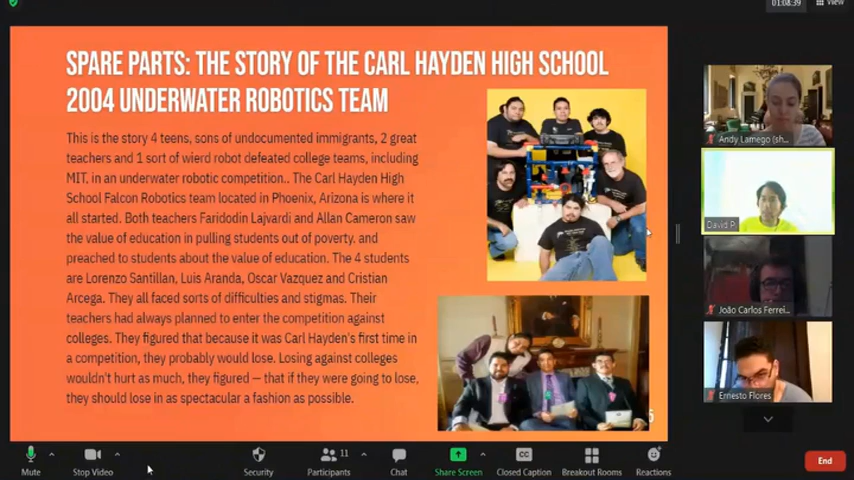 01:08:39
View
SPARE PARTS: THE STORY OF THE CARL HAYDEN HIGH SCHOOL
2004 UNDERWATER ROBOTICS TEAM
This is the story 4 teens, sons of undocumented immigrants, 2 great
teachers and 1 sort of wierd robot defeated college teams, including
MIT, in an underwater robotic competition.. The Carl Hayden High
School Falcon Robotics team located in Phoenix, Arizona is where it
all started. Both teachers Faridodin Lajvardi and Allan Cameron saw
the value of education in pulling students out of poverty. and
preached to students about the value of education. The 4 students
are Lorenzo Santillan, Luis Aranda, Oscar Vazquez and Cristian
Arcega. They all faced sorts of difficulties and stigmas. Their
teachers had always planned to enter the competition against
colleges. They figured that because it was Carl Hayden's first time in
a competition, they probably would lose. Losing against colleges
wouldn't hurt as much, they figured — that if they were going to lose,
they should lose in as spectacular a fashion as possible.
5
Andy Lamego (sh...
David P.
João Carlos Ferrei...
Ernesto Flores
Mute
Stop Video
Security
Participants
11
Chat
Share Screen
CC
Closed Caption
Breakout Rooms
Reactions
End